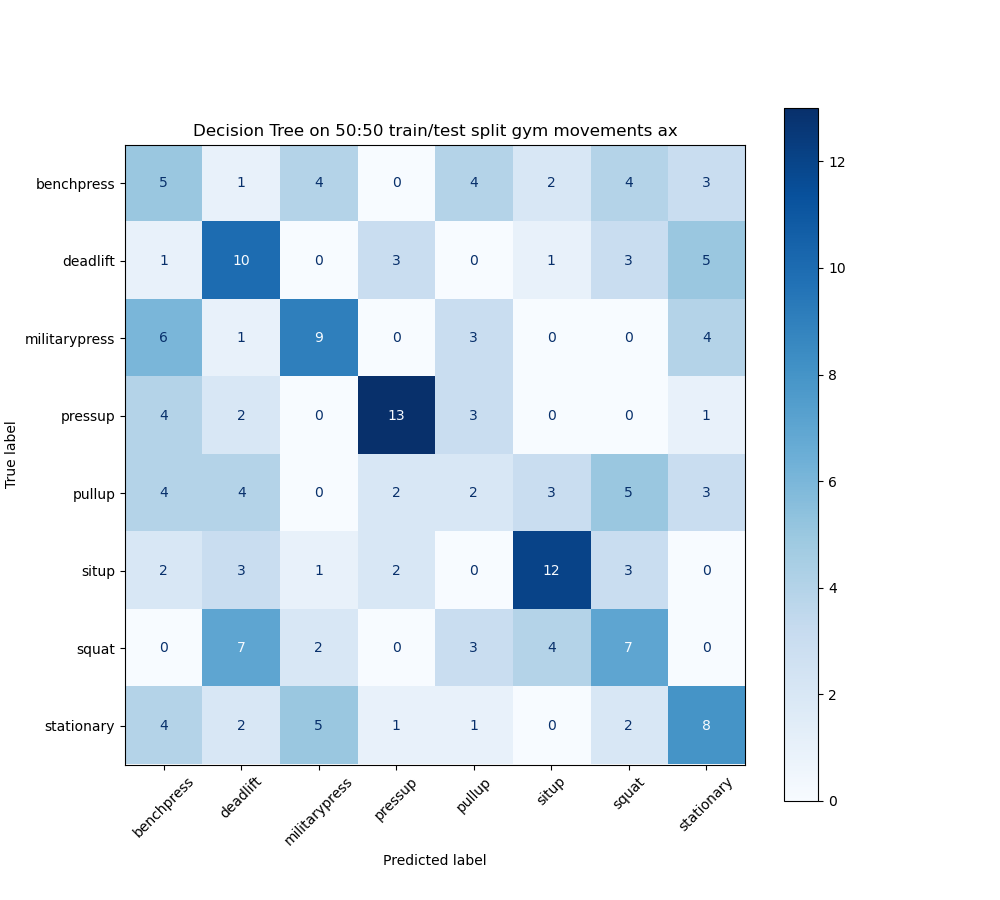 Decision Tree on 50:50 train/test split gym movements ax
benchpress 5 1 4 0 4 2 4 3
deadlift 1 10 0 3 0 1 3 5
militarypress 6 1 9 0 3 0 0 4
pressup 4 2 0 13 3 0 0 1
pullup 4 4 0 2 2 3 5 3
situp 2 3 1 2 0 12 3 0
squat 0 7 2 0 3 4 7 0
stationary 4 2 5 1 1 0 2 8
benchpress deadlift militarypress pressup pullup situp squat stationary
Predicted label
True label
12
10
8
6
4
2
0